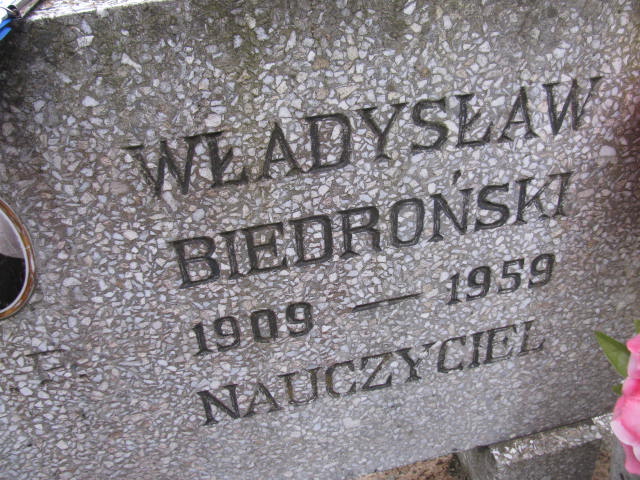 WŁADYSŁAW
BIEDROŃSKI
1909 — 1959
NAUCZYCIEL